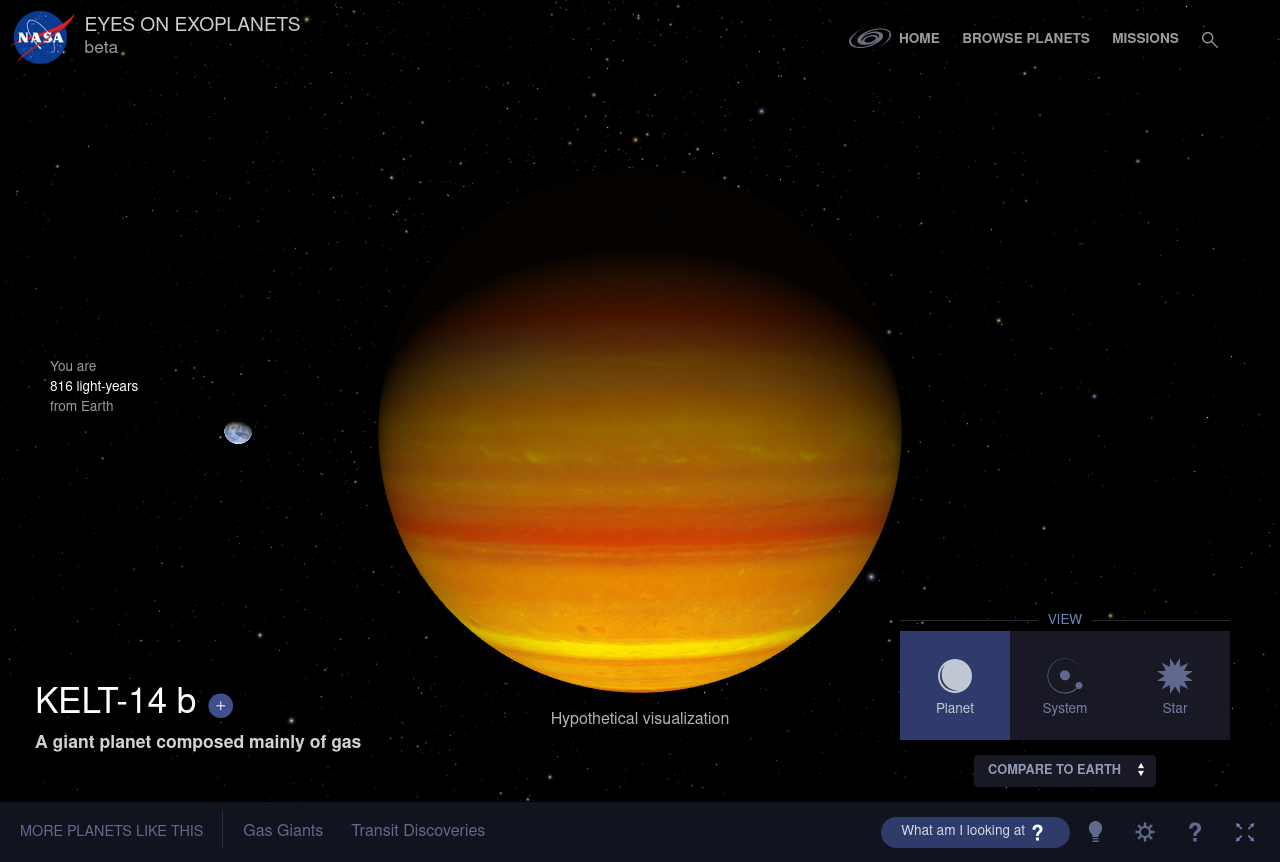 NASA
EYES ON EXOPLANETS
beta
HOME
BROWSE PLANETS
MISSIONS
You are
816 light-years
from Earth
VIEW
Planet
System
Star
KELT-14 b +
A giant planet composed mainly of gas
Hypothetical visualization
COMPARE TO EARTH
MORE PLANETS LIKE THIS
Gas Giants
Transit Discoveries
What am I looking at ?
?